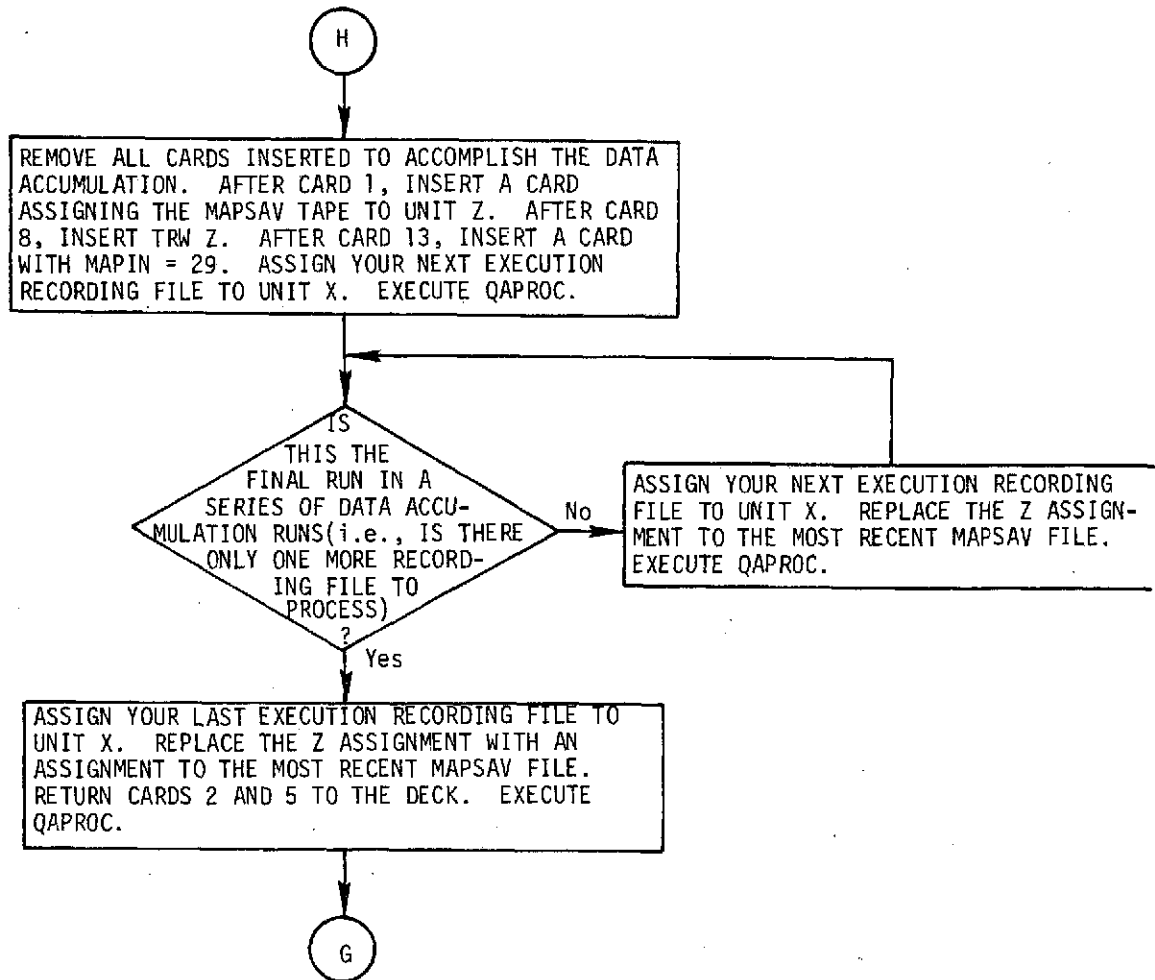 H
REMOVE ALL CARDS INSERTED TO ACCOMPLISH THE DATA
ACCUMULATION. AFTER CARD 1, INSERT A CARD
ASSIGNING THE MAPSAV TAPE TO UNIT Z. AFTER CARD
8, INSERT TRW Z. AFTER CARD 13, INSERT A CARD
WITH MAPIN = 29. ASSIGN YOUR NEXT EXECUTION
RECORDING FILE TO UNIT X. EXECUTE QAPROC.
IS
THIS THE
FINAL RUN IN A
SERIES OF DATA ACCU-
MULATION RUNS(i.e., IS THERE
ONLY ONE MORE RECORD-
ING FILE TO
PROCESS)
?
No
ASSIGN YOUR NEXT EXECUTION RECORDING
FILE TO UNIT X. REPLACE THE Z ASSIGN-
MENT TO THE MOST RECENT MAPSAV FILE.
EXECUTE QAPROC.
Yes
ASSIGN YOUR LAST EXECUTION RECORDING FILE TO
UNIT X. REPLACE THE Z ASSIGNMENT WITH AN
ASSIGNMENT TO THE MOST RECENT MAPSAV FILE.
RETURN CARDS 2 AND 5 TO THE DECK. EXECUTE
QAPROC.
G